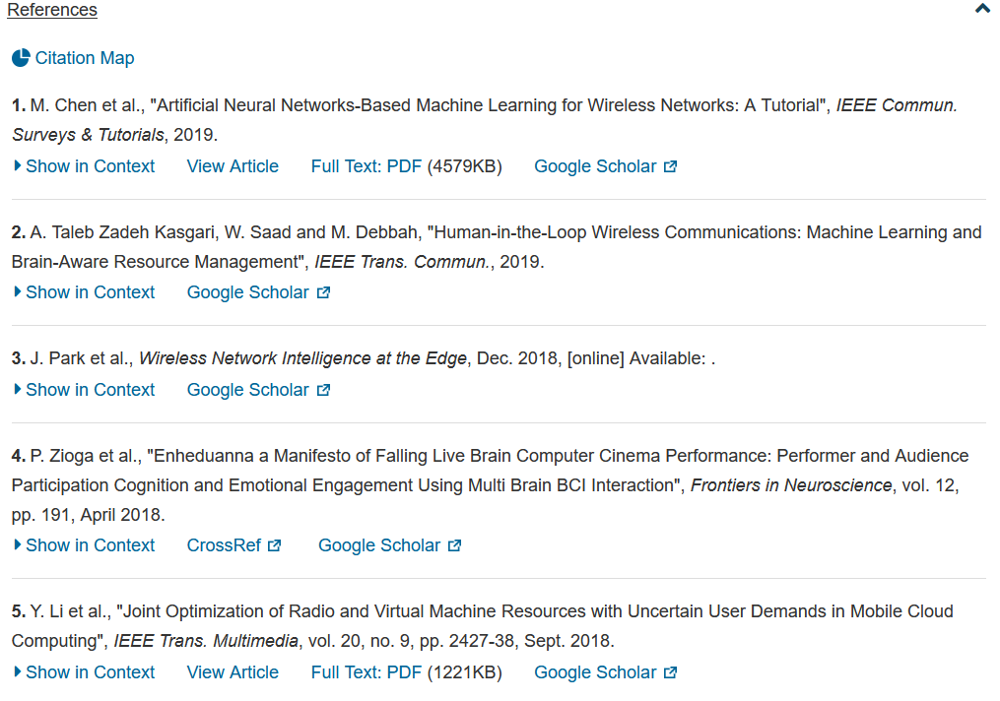 References
Citation Map
1. M. Chen et al., "Artificial Neural Networks-Based Machine Learning for Wireless Networks: A Tutorial", IEEE Commun.
Surveys & Tutorials, 2019.
Show in Context View Article Full Text: PDF (4579KB) Google Scholar
2. A. Taleb Zadeh Kasgari, W. Saad and M. Debbah, "Human-in-the-Loop Wireless Communications: Machine Learning and
Brain-Aware Resource Management", IEEE Trans. Commun., 2019.
Show in Context Google Scholar
3. J. Park et al., Wireless Network Intelligence at the Edge, Dec. 2018, [online] Available: .
Show in Context Google Scholar
4. P. Zioga et al., "Enheduanna a Manifesto of Falling Live Brain Computer Cinema Performance: Performer and Audience
Participation Cognition and Emotional Engagement Using Multi Brain BCI Interaction", Frontiers in Neuroscience, vol. 12,
pp. 191, April 2018.
Show in Context CrossRef Google Scholar
5. Y. Li et al., "Joint Optimization of Radio and Virtual Machine Resources with Uncertain User Demands in Mobile Cloud
Computing", IEEE Trans. Multimedia, vol. 20, no. 9, pp. 2427-38, Sept. 2018.
Show in Context View Article Full Text: PDF (1221KB) Google Scholar